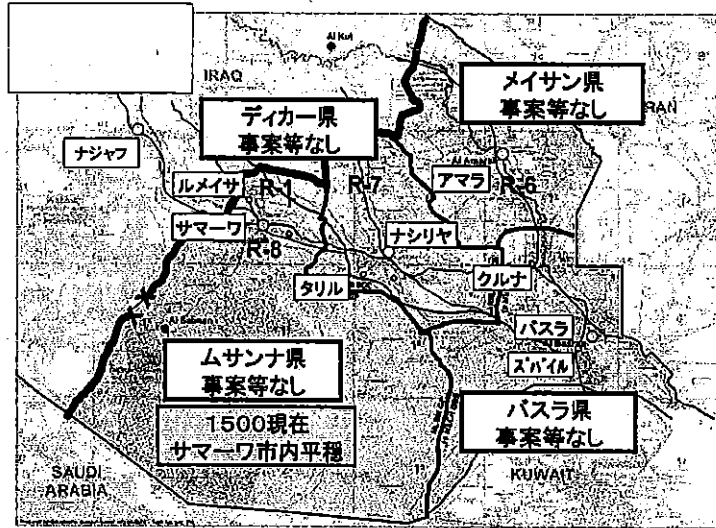 Al Kut
IRAQ
メイサン県
事案等なし
RAN
ディカー県
事案等なし
ナジャフ
ルメイサ
R-1
R-7
アマラ
R-6
サマーワ
R-8
ナシリヤ
タリル
クルナ
バスラ
ズバイル
ムサンナ県
事案等なし
1500現在
サマーワ市内平穏
バスラ県
事案等なし
SAUDI
ARABIA
KUWAIT